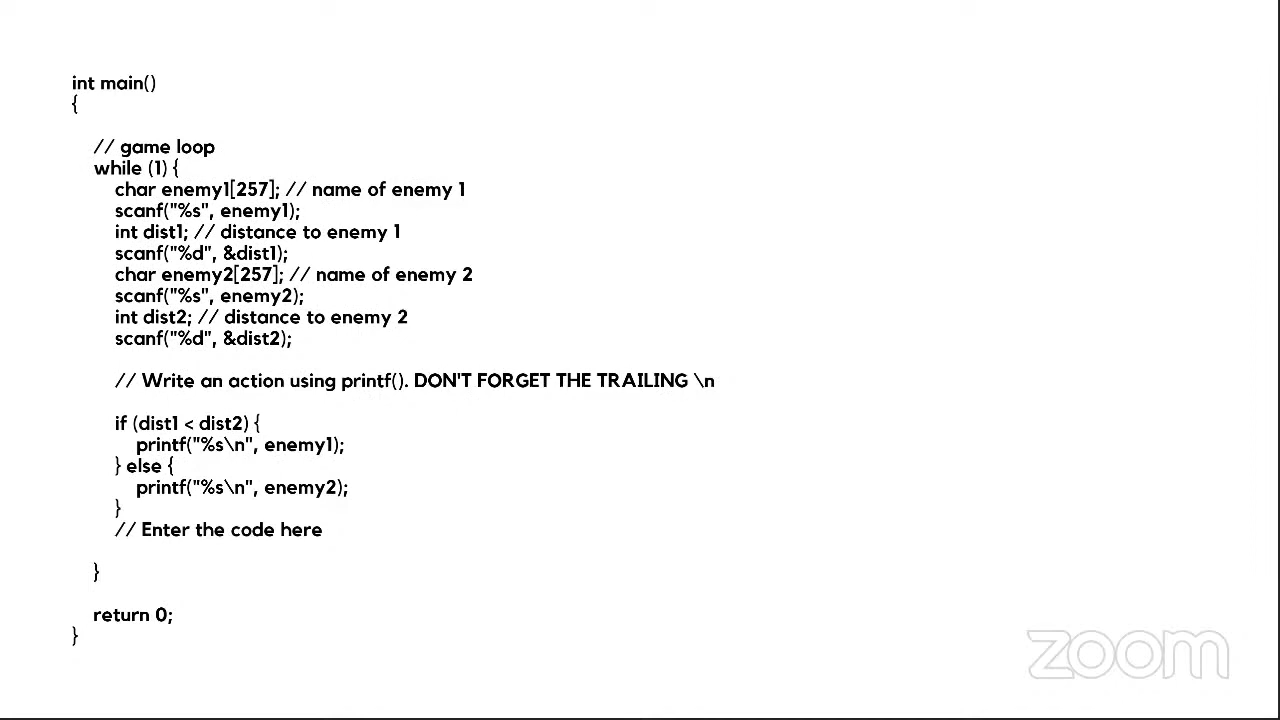 int main()
{
// game loop
while (1) {
char enemy1[257]; // name of enemy 1
scanf("%s", enemy1);
int dist1; // distance to enemy 1
scanf("%d", &dist1);
char enemy2[257]; // name of enemy 2
scanf("%s", enemy2);
int dist2; // distance to enemy 2
scanf("%d", &dist2);
// Write an action using printf(). DON'T FORGET THE TRAILING \n
if (dist1 < dist2) {
printf("%s\n", enemy1);
} else {
printf("%s\n", enemy2);
}
// Enter the code here
}
return 0;
}
zoom